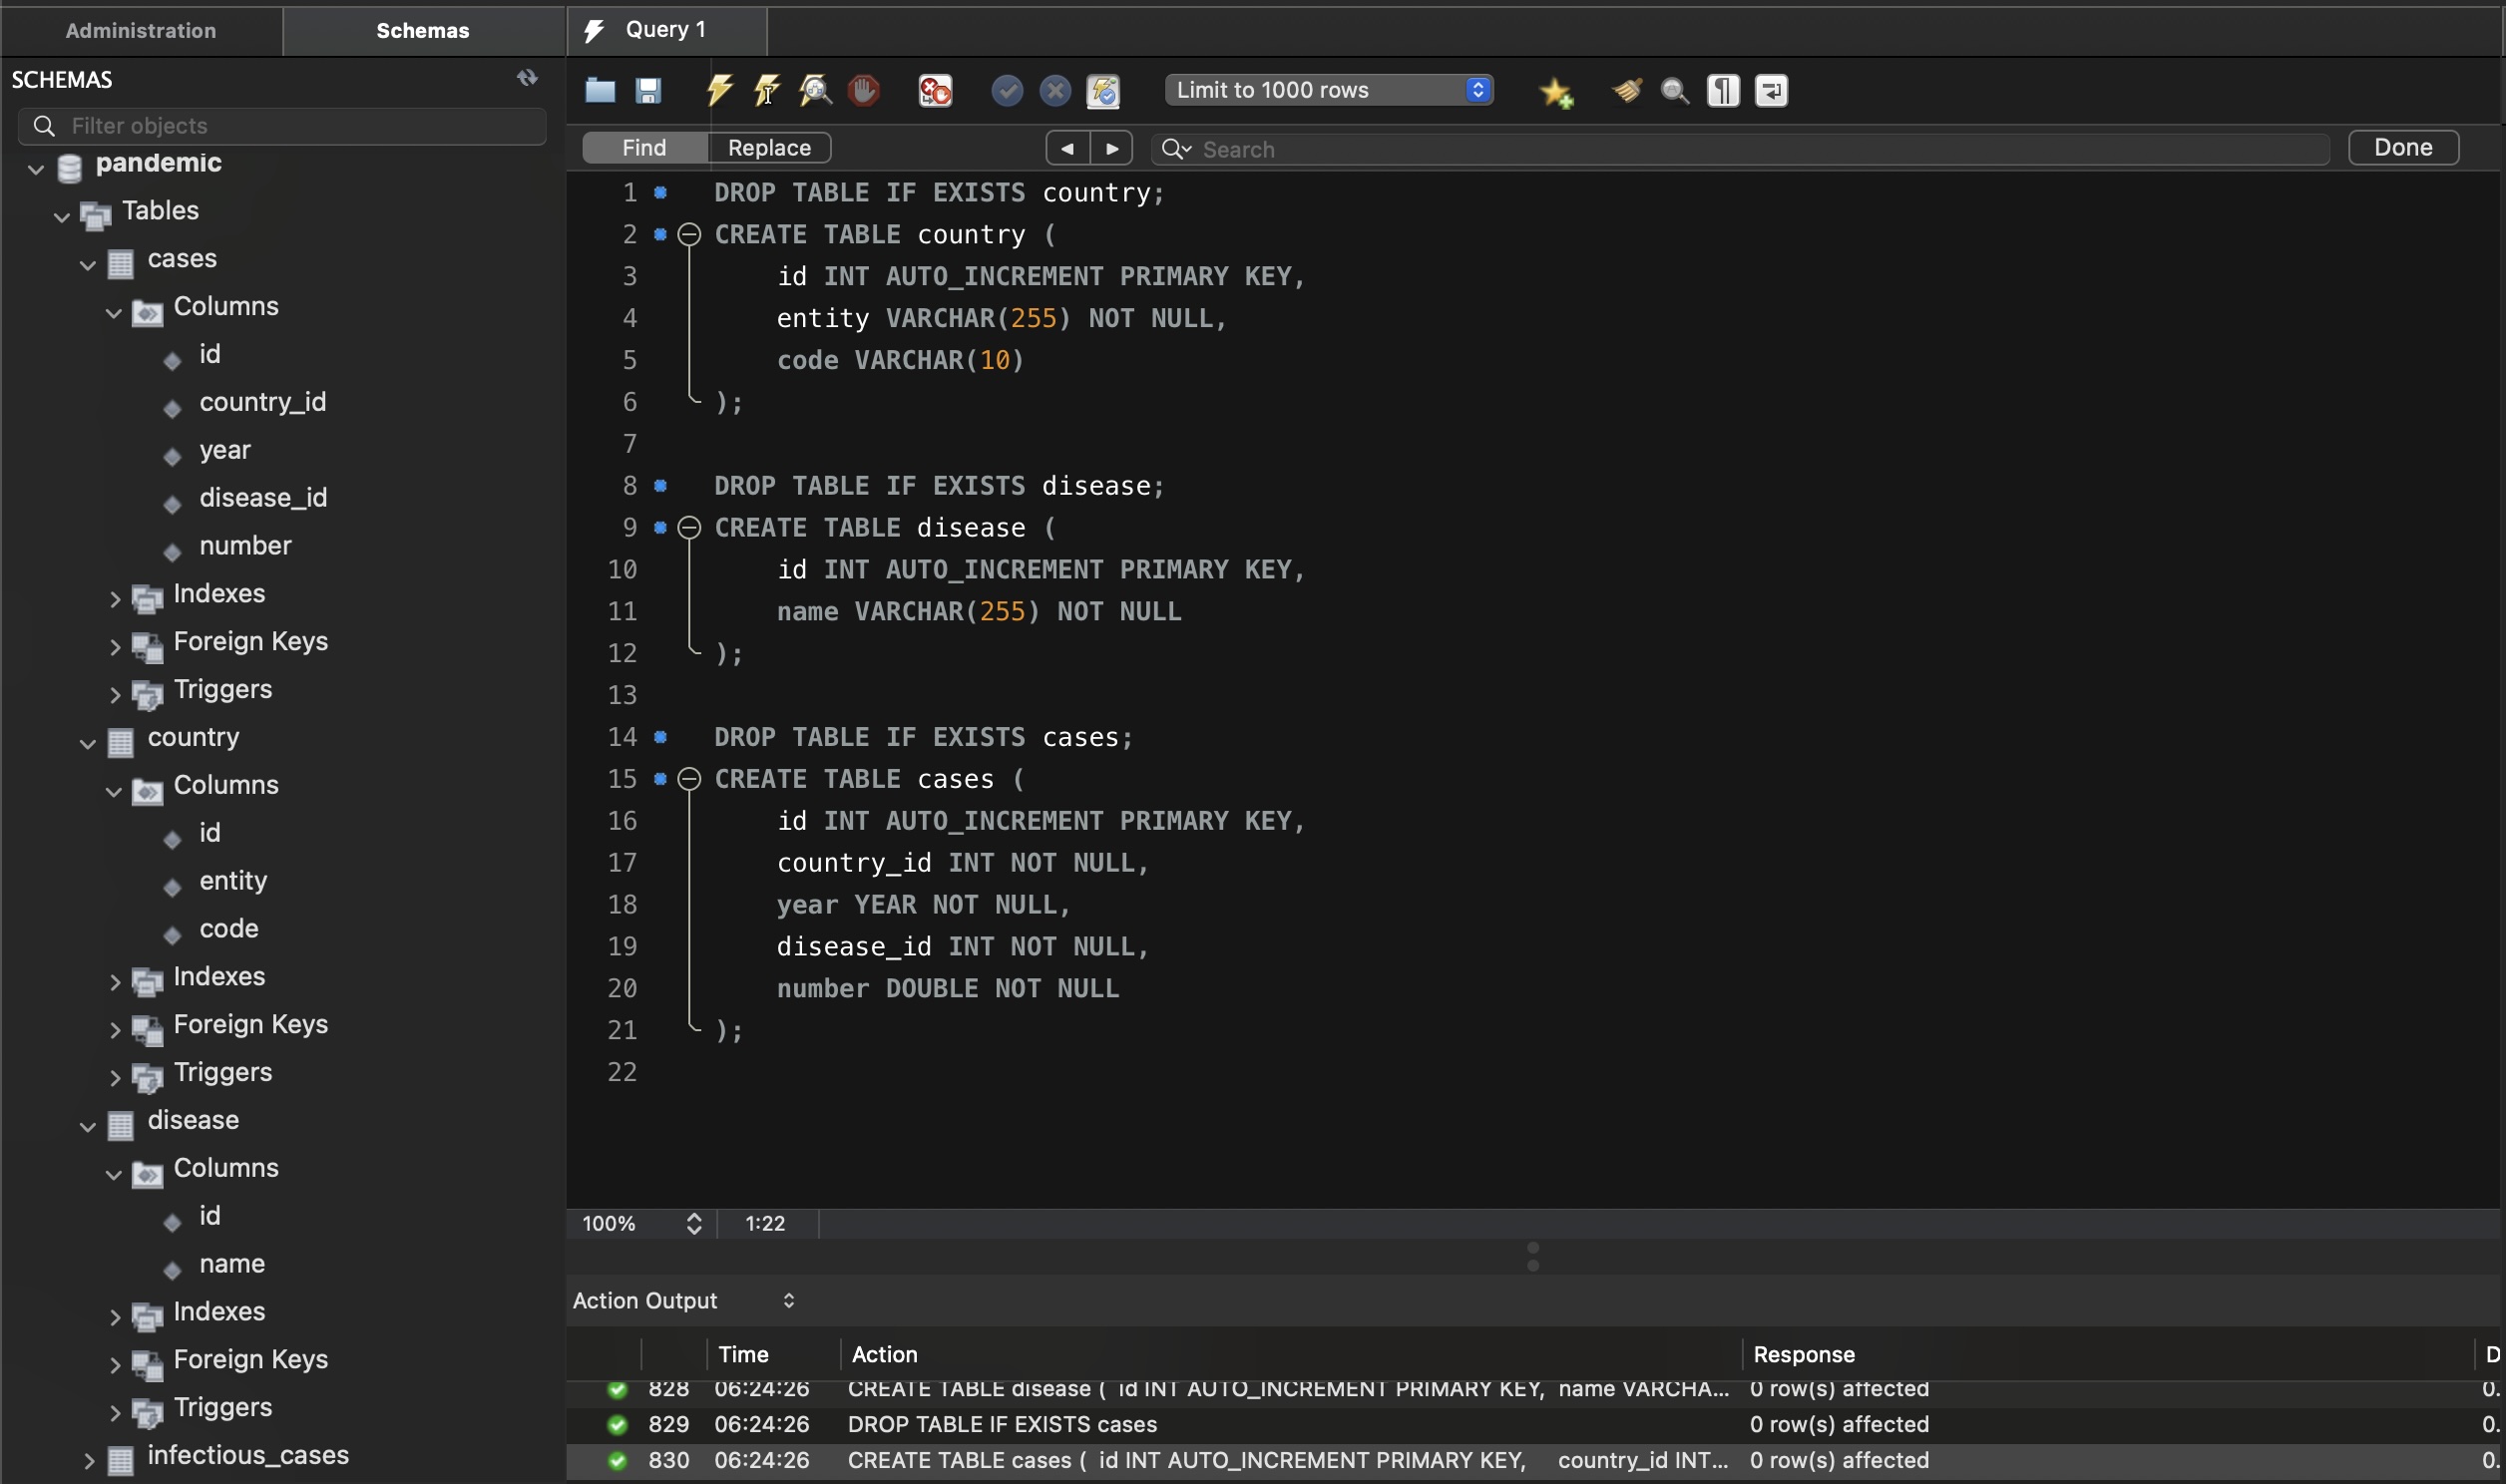 Administration
Schemas
Query 1
SCHEMAS
Filter objects
Limit to 1000 rows
Find
Replace
Search
Done
pandemic
Tables
cases
Columns
id
country_id
year
disease_id
number
Indexes
Foreign Keys
Triggers
country
Columns
id
entity
code
Indexes
Foreign Keys
Triggers
disease
Columns
id
name
Indexes
Foreign Keys
Triggers
infectious_cases
1 DROP TABLE IF EXISTS country;
2 CREATE TABLE country (
3 id INT AUTO_INCREMENT PRIMARY KEY,
4 entity VARCHAR(255) NOT NULL,
5 code VARCHAR(10)
6 );
7
8 DROP TABLE IF EXISTS disease;
9 CREATE TABLE disease (
10 id INT AUTO_INCREMENT PRIMARY KEY,
11 name VARCHAR(255) NOT NULL
12 );
13
14 DROP TABLE IF EXISTS cases;
15 CREATE TABLE cases (
16 id INT AUTO_INCREMENT PRIMARY KEY,
17 country_id INT NOT NULL,
18 year YEAR NOT NULL,
19 disease_id INT NOT NULL,
20 number DOUBLE NOT NULL
21 );
22
100% 1:22
Action Output
Time Action Response D
828 06:24:26 CREATE TABLE disease ( id INT AUTO_INCREMENT PRIMARY KEY, name VARCHA... 0 row(s) affected 0.
829 06:24:26 DROP TABLE IF EXISTS cases 0 row(s) affected 0.
830 06:24:26 CREATE TABLE cases ( id INT AUTO_INCREMENT PRIMARY KEY, country_id INT... 0 row(s) affected 0.